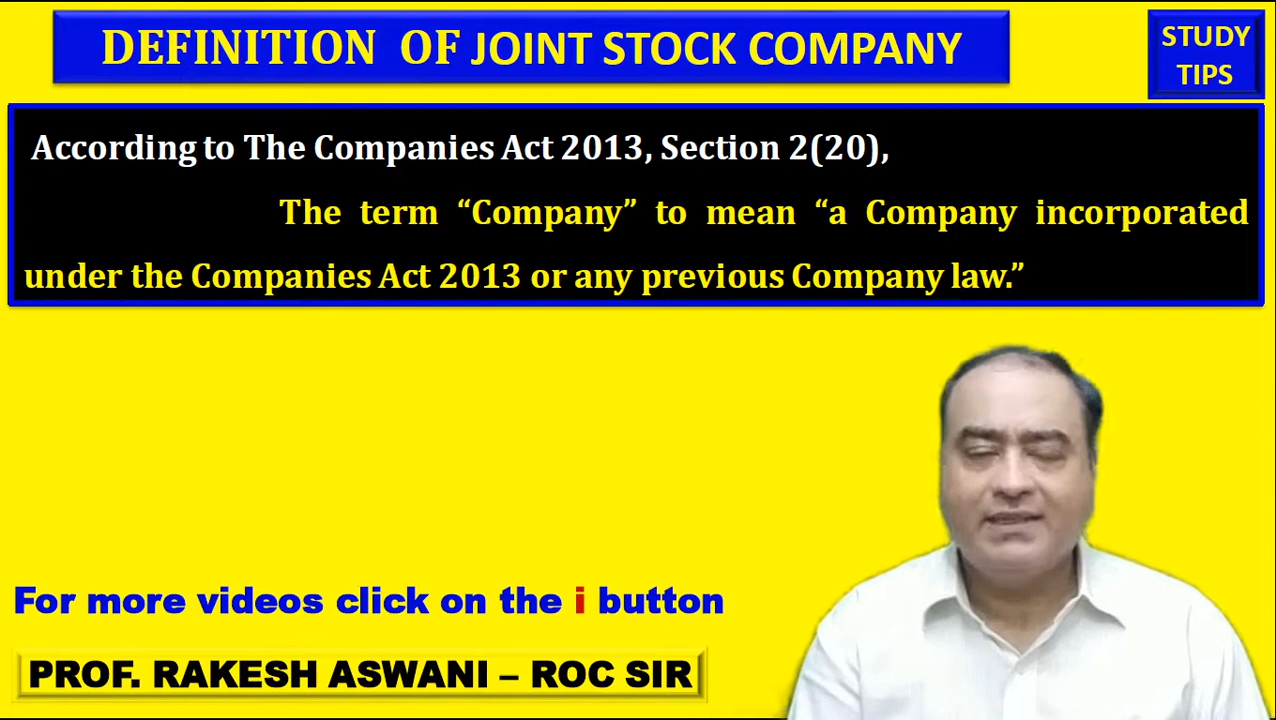 DEFINITION OF JOINT STOCK COMPANY
STUDY
TIPS
According to The Companies Act 2013, Section 2(20),
The term “Company” to mean “a Company incorporated
under the Companies Act 2013 or any previous Company law.”
For more videos click on the i button
PROF. RAKESH ASWANI – ROC SIR